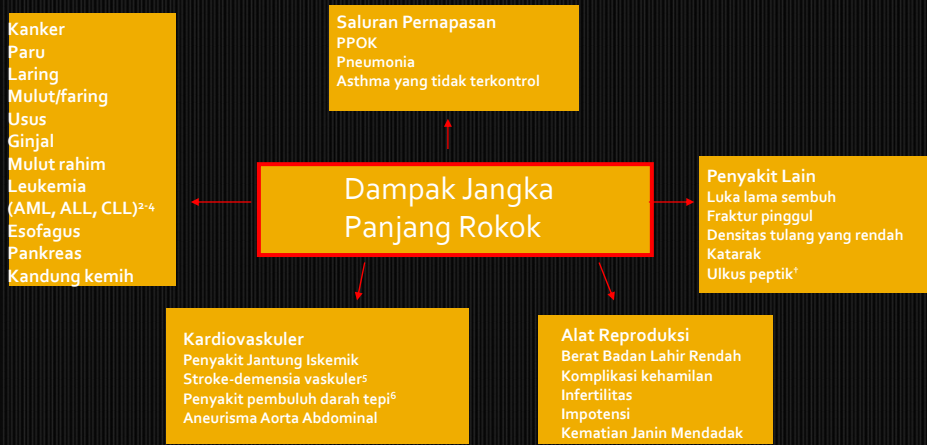 Kanker
Paru
Laring
Mulut/faring
Usus
Ginjal
Mulut rahim
Leukemia
(AML, ALL, CLL)²⁻⁴
Esofagus
Pankreas
Kandung kemih
Saluran Pernapasan
PPOK
Pneumonia
Asthma yang tidak terkontrol
Dampak Jangka
Panjang Rokok
Penyakit Lain
Luka lama sembuh
Fraktur pinggul
Densitas tulang yang rendah
Katarak
Ulkus peptik†
Kardiovaskuler
Penyakit Jantung Iskemik
Stroke-demensia vaskuler⁵
Penyakit pembuluh darah tepi⁶
Aneurisma Aorta Abdominal
Alat Reproduksi
Berat Badan Lahir Rendah
Komplikasi kehamilan
Infertilitas
Impotensi
Kematian Janin Mendadak